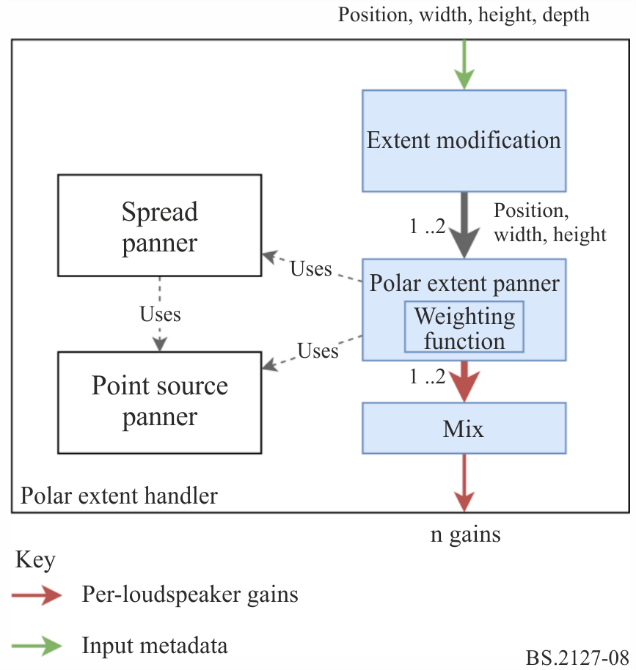 Position, width, height, depth
Extent modification
Spread
panner
1 ..2
Position,
width, height
Uses
Polar extent panner
Weighting
function
Uses
Uses
Point source
panner
1 ..2
Mix
Polar extent handler
n gains
Key
Per-loudspeaker gains
Input metadata
BS.2127-08